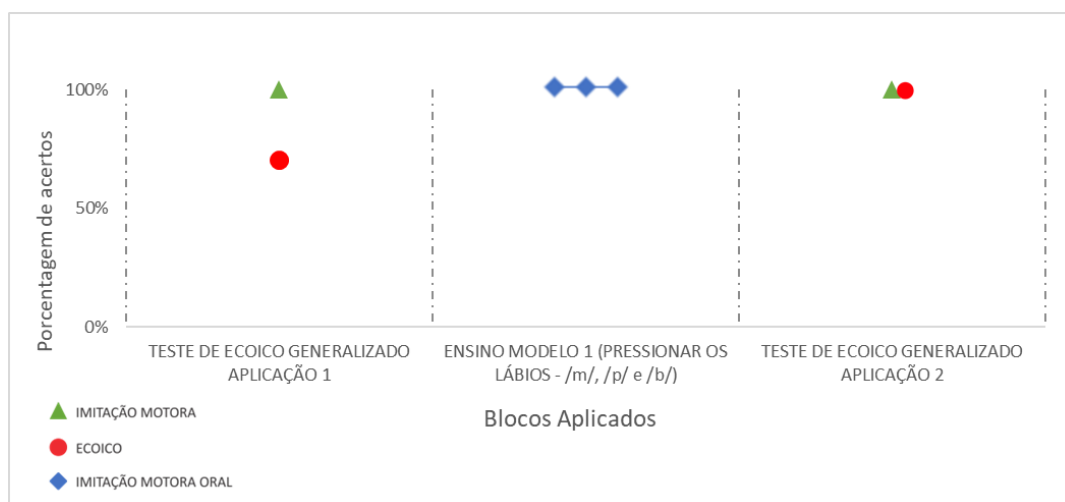 Porcentagem de acertos
100%
50%
0%
TESTE DE ECOICO GENERALIZADO
APLICAÇÃO 1
ENSINO MODELO 1 (PRESSIONAR OS
LÁBIOS - /m/, /p/ e /b/)
TESTE DE ECOICO GENERALIZADO
APLICAÇÃO 2
Blocos Aplicados
IMITAÇÃO MOTORA
ECOICO
IMITAÇÃO MOTORA ORAL